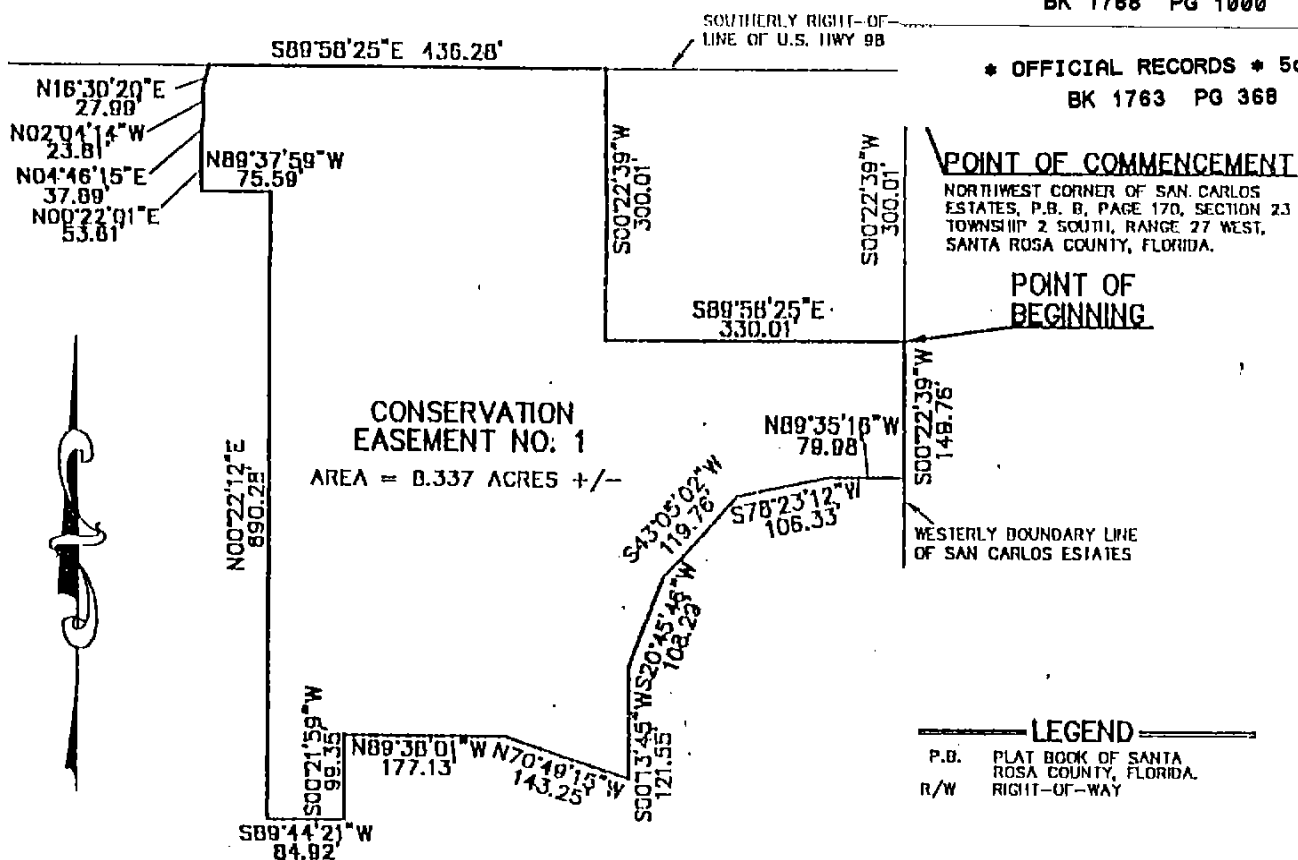 BK 1768 PG 1000
SOUTHERLY RIGHT-OF-
LINE OF U.S. HWY 98
S89°58'25"E 436.28'
* OFFICIAL RECORDS *
BK 1763 PG 368
N16°30'20"E
27.98'
N02°04'14"W
23.81'
N04°46'15"E
37.89'
N00°22'01"E
53.61'
N89°37'59"W
75.59'
S00°22'39"W
300.01'
S00°22'39"W
300.01'
POINT OF COMMENCEMENT
NORTHWEST CORNER OF SAN CARLOS
ESTATES, P.B. B, PAGE 170, SECTION 23
TOWNSHIP 2 SOUTH, RANGE 27 WEST,
SANTA ROSA COUNTY, FLORIDA.
POINT OF
BEGINNING
S89°58'25"E
330.01'
S00°22'39"W
149.76'
CONSERVATION
EASEMENT NO: 1
AREA = 8.337 ACRES +/-
N89°35'16"W
79.98'
S78°23'12"W
106.33'
S43°05'02"W
119.76'
WESTERLY BOUNDARY LINE
OF SAN CARLOS ESTATES
N00°22'12"E
890.29'
S20°45'46"W
108.29'
S00°13'45"W
121.55'
S00°21'59"W
99.35'
N89°38'01"W
177.13'
N70°49'15"W
143.25'
S89°44'21"W
84.92'
LEGEND
P.B. PLAT BOOK OF SANTA
ROSA COUNTY, FLORIDA.
R/W RIGHT-OF-WAY